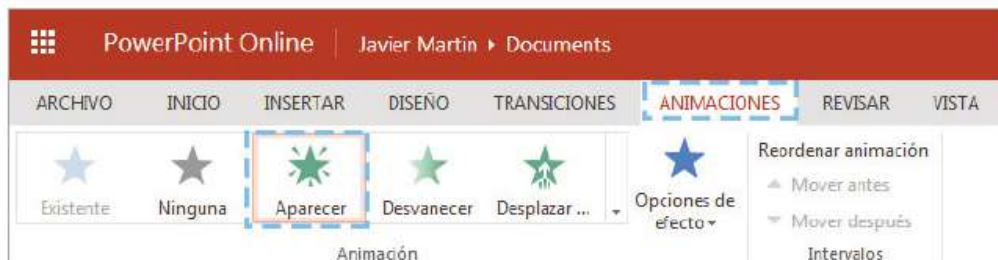 PowerPoint Online Javier Martin ▸ Documents
ARCHIVO INICIO INSERTAR DISEÑO TRANSICIONES ANIMACIONES REVISAR VISTA
Reordenar animación
Mover antes
Existente Ninguna Aparecer Desvanecer Desplazar ... Opciones de
efecto
Mover después
Animación Intervalos